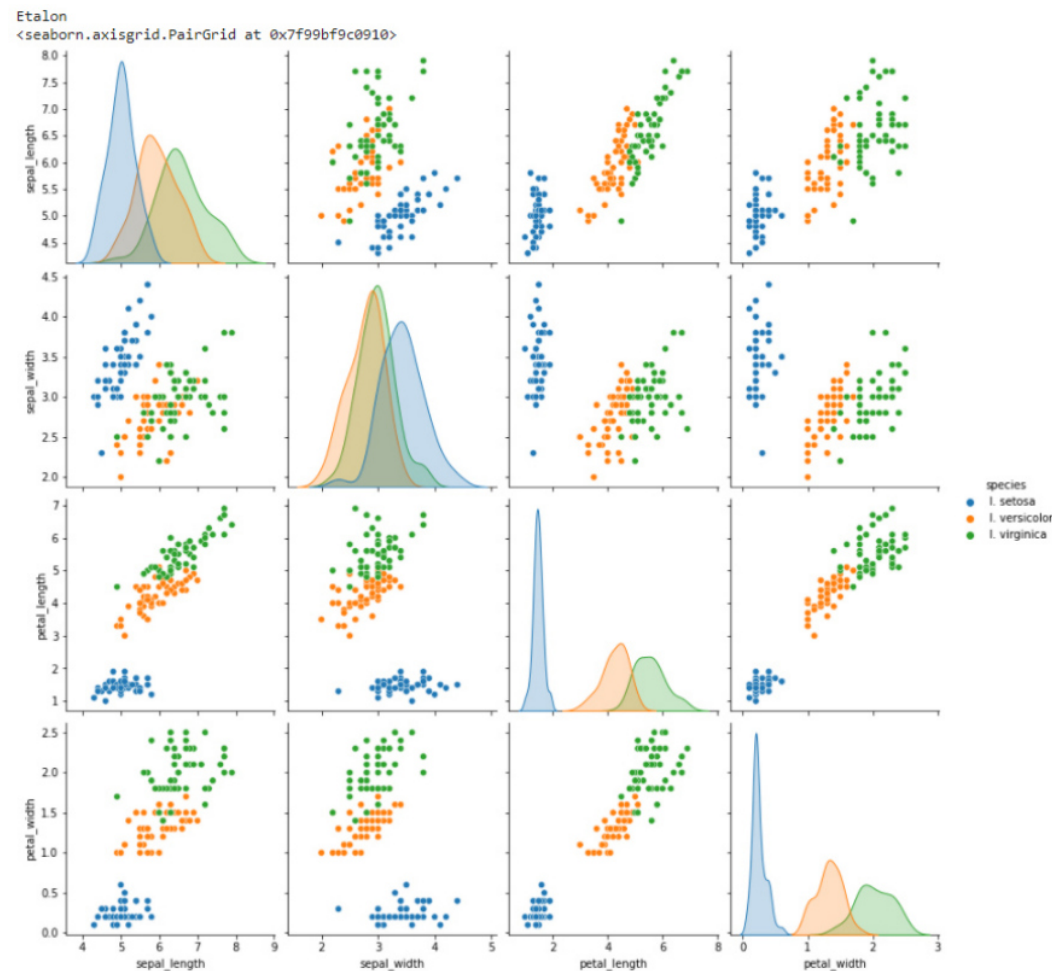 Etalon
<seaborn.axisgrid.PairGrid at 0x7f99bf9c0910>
8.0
7.5
7.0
6.5
6.0
5.5
5.0
4.5
sepal_length
4.5
4.0
3.5
3.0
2.5
2.0
sepal_width
species
I. setosa
I. versicolor
I. virginica
7
6
5
4
3
2
1
petal_length
2.5
2.0
1.5
1.0
0.5
0.0
petal_width
4 5 6 7 8 9
2 3 4 5
2 4 6 8
0 1 2 3
sepal_length sepal_width petal_length petal_width